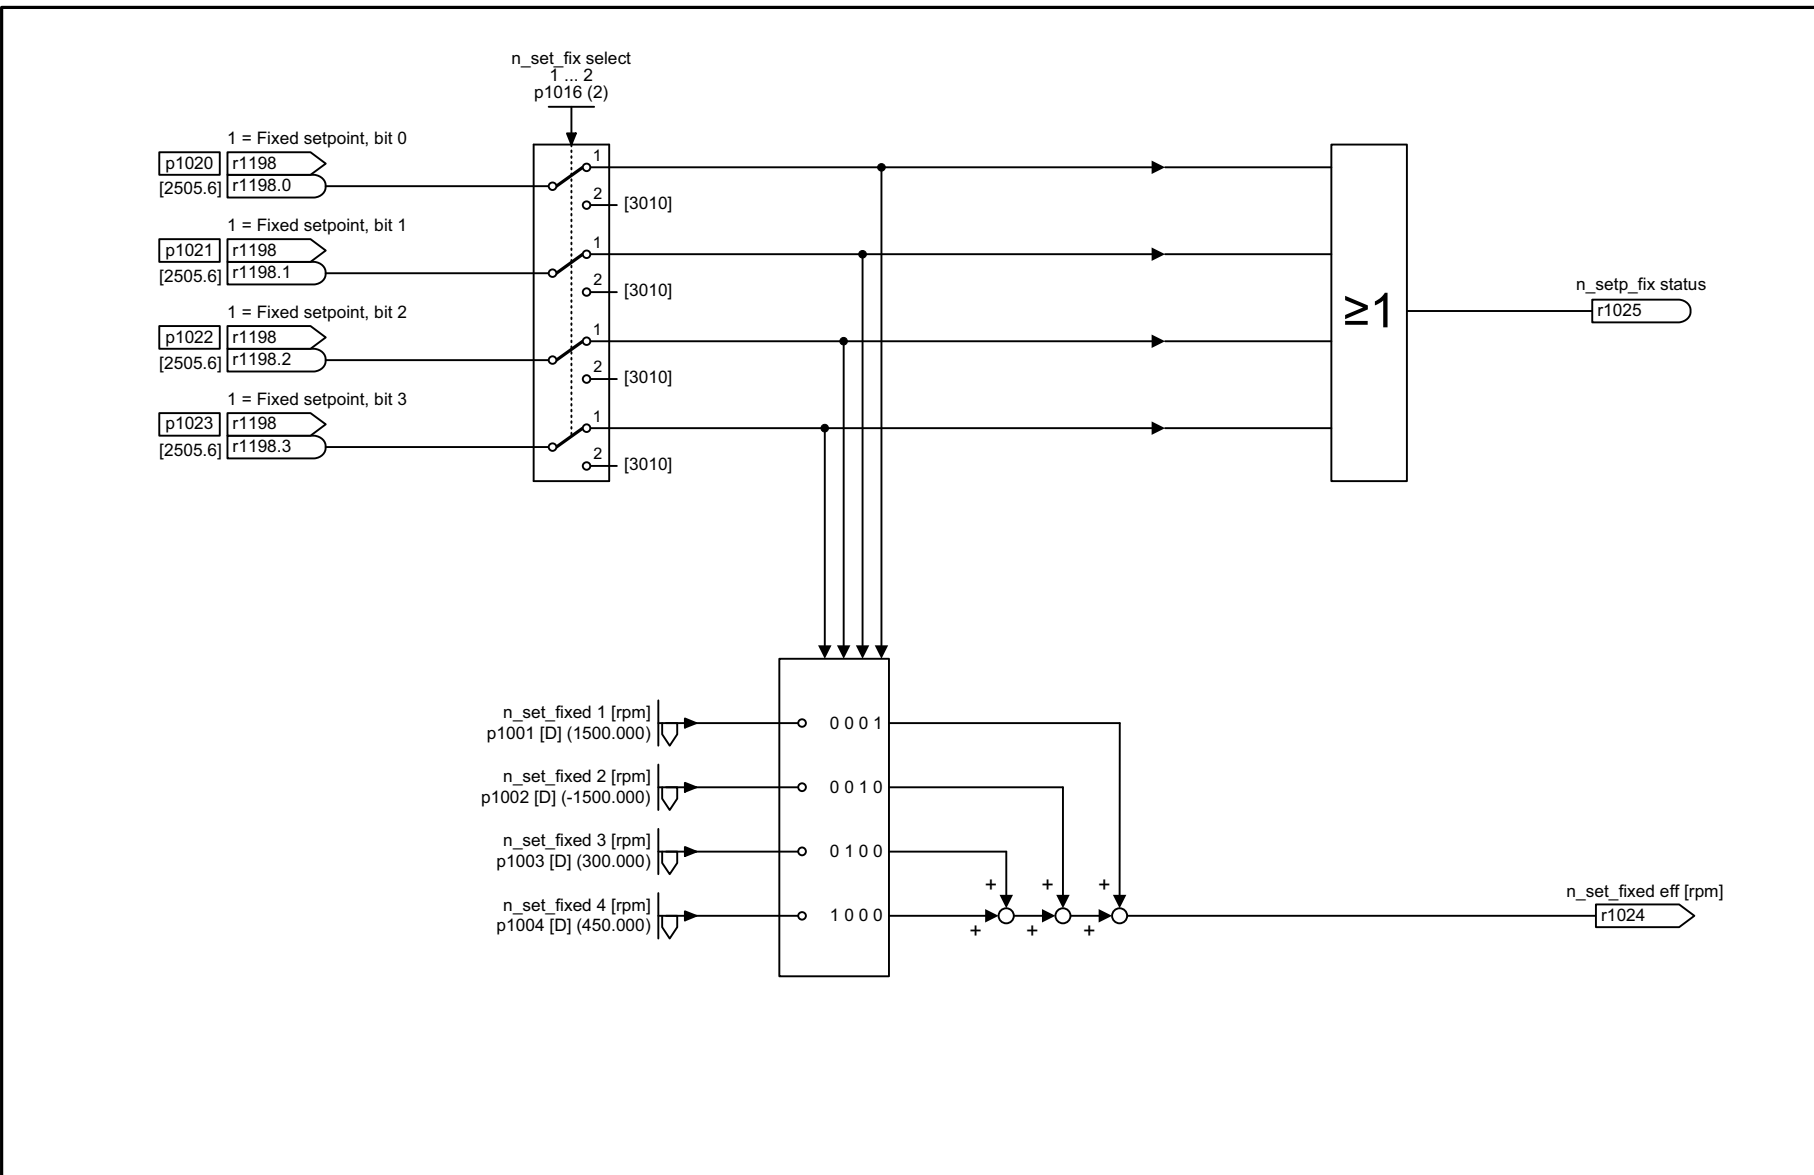 n_set_fix select
1 ... 2
p1016 (2)
1 = Fixed setpoint, bit 0
p1020 r1198
[2505.6] r1198.0
1
2 [3010]
1 = Fixed setpoint, bit 1
p1021 r1198
[2505.6] r1198.1
1
2 [3010]
1 = Fixed setpoint, bit 2
p1022 r1198
[2505.6] r1198.2
1
2 [3010]
1 = Fixed setpoint, bit 3
p1023 r1198
[2505.6] r1198.3
1
2 [3010]
≥1
n_setp_fix status
r1025
n_set_fixed 1 [rpm]
p1001 [D] (1500.000)
0 0 0 1
n_set_fixed 2 [rpm]
p1002 [D] (-1500.000)
0 0 1 0
n_set_fixed 3 [rpm]
p1003 [D] (300.000)
0 1 0 0
n_set_fixed 4 [rpm]
p1004 [D] (450.000)
1 0 0 0
+ + +
+ + +
n_set_fixed eff [rpm]
r1024